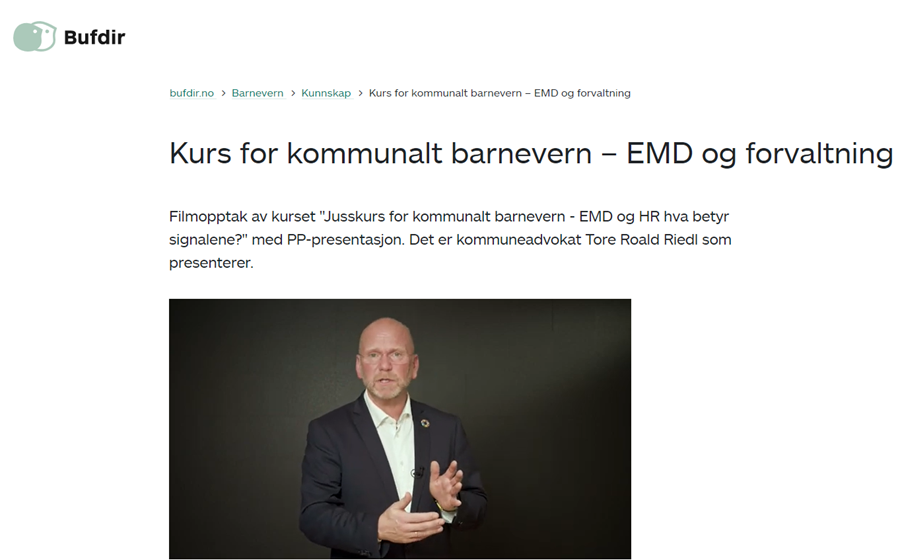 Bufdir
bufdir.no > Barnevern > Kunnskap > Kurs for kommunalt barnevern – EMD og forvaltning
Kurs for kommunalt barnevern – EMD og forvaltning
Filmopptak av kurset "Jusskurs for kommunalt barnevern - EMD og HR hva betyr
signalene?" med PP-presentasjon. Det er kommuneadvokat Tore Roald Riedl som
presenterer.